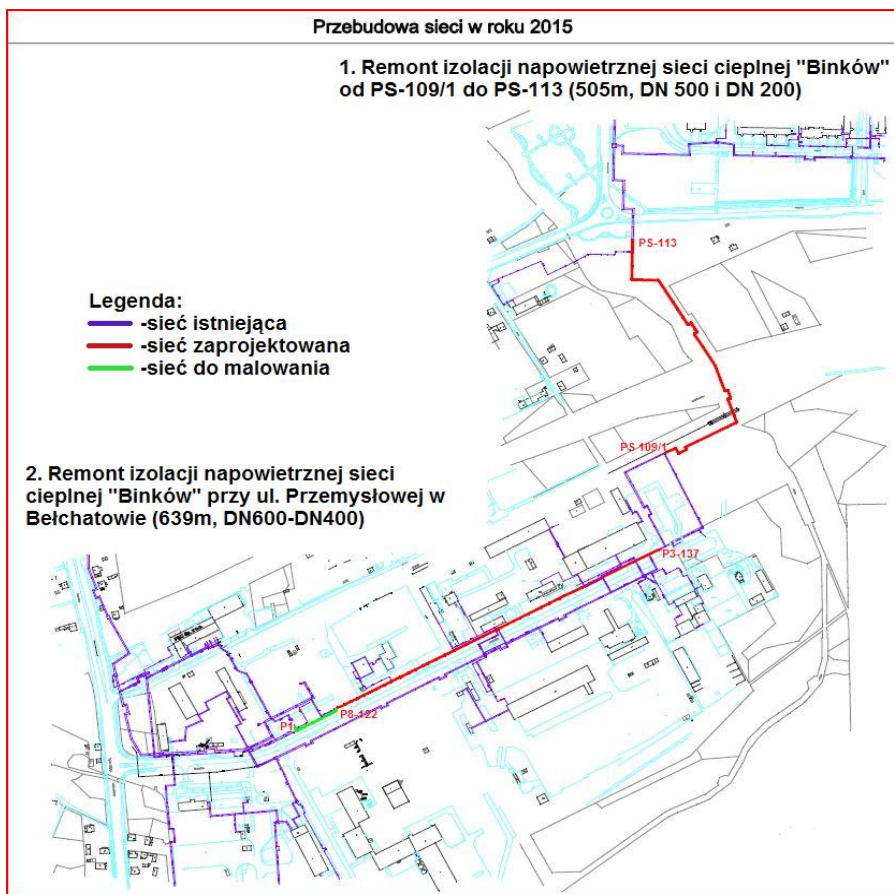 Przebudowa sieci w roku 2015
1. Remont izolacji napowietrznej sieci cieplnej "Binków"
od PS-109/1 do PS-113 (505m, DN 500 i DN 200)
PS-113
Legenda:
-sieć istniejąca
-sieć zaprojektowana
-sieć do malowania
PS 109/1
2. Remont izolacji napowietrznej sieci
cieplnej "Binków" przy ul. Przemysłowej w
Bełchatowie (639m, DN600-DN400)
P3-137
P8-122
P1